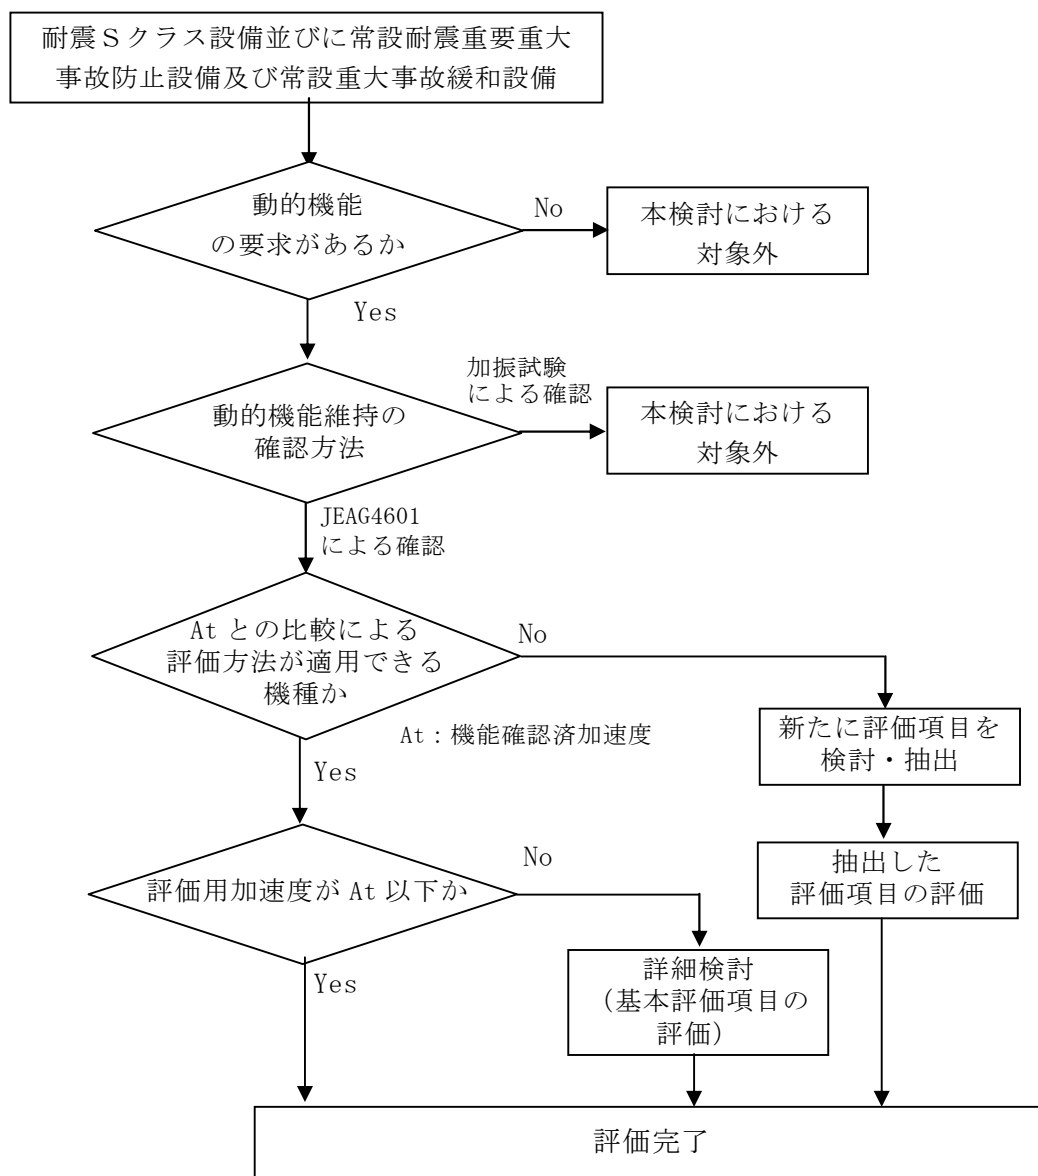 耐震Ｓクラス設備並びに常設耐震重要重大
事故防止設備及び常設重大事故緩和設備
動的機能
の要求があるか
No
本検討における
対象外
Yes
動的機能維持の
確認方法
加振試験
による確認
本検討における
対象外
JEAG4601
による確認
At との比較による
評価方法が適用できる
機種か
No
At：機能確認済加速度
新たに評価項目を
検討・抽出
Yes
評価用加速度が At 以下か
No
抽出した
評価項目の評価
Yes
詳細検討
（基本評価項目の
評価）
評価完了